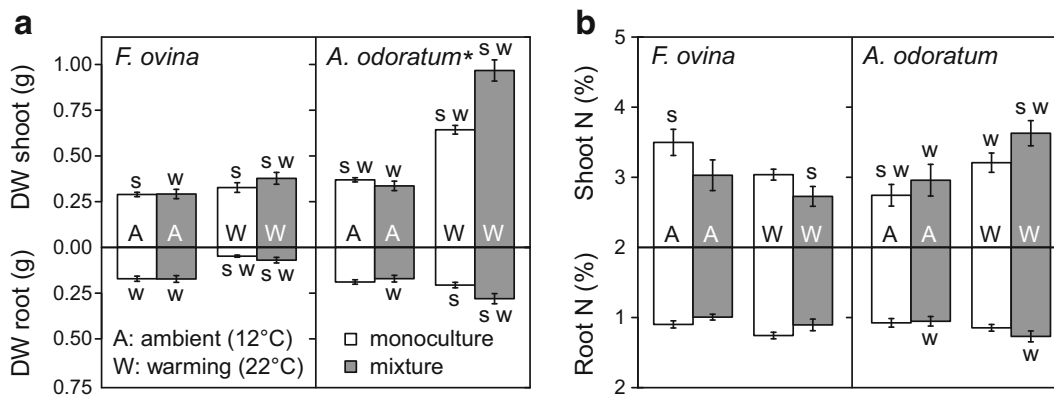 a
F. ovina
A. odoratum*
DW shoot (g)
1.00
0.75
0.50
0.25
0.00
s w s s w s w w s w s w
A A W W A A W W
DW root (g)
0.25
0.50
0.75
w w s w s w w s s w
A: ambient (12°C)
W: warming (22°C)
monoculture
mixture
b
F. ovina
A. odoratum
Shoot N (%)
5
4
3
2
s s s w w w s w
A A W W A A W W
Root N (%)
1
2
w w